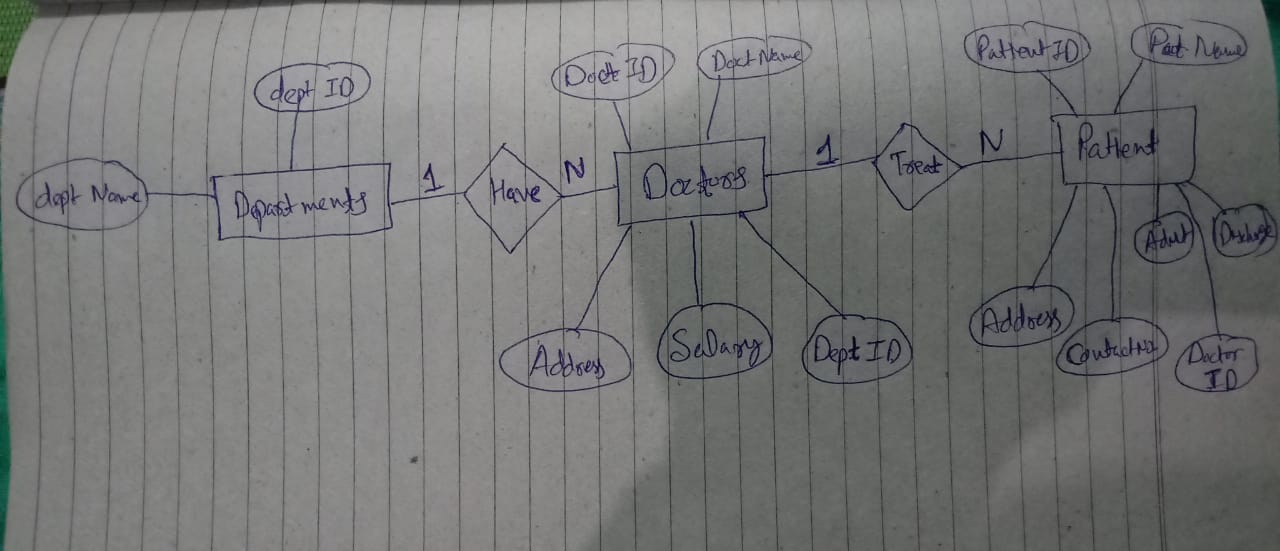 dept ID
Doct ID
Doct Name
Pattent ID
Pat Name
dept Name
Departments
1
Have
N
Doctors
1
Treat
N
Patient
Admit
Discharge
Address
Salary
Dept ID
Address
Contact No
Doctor
ID